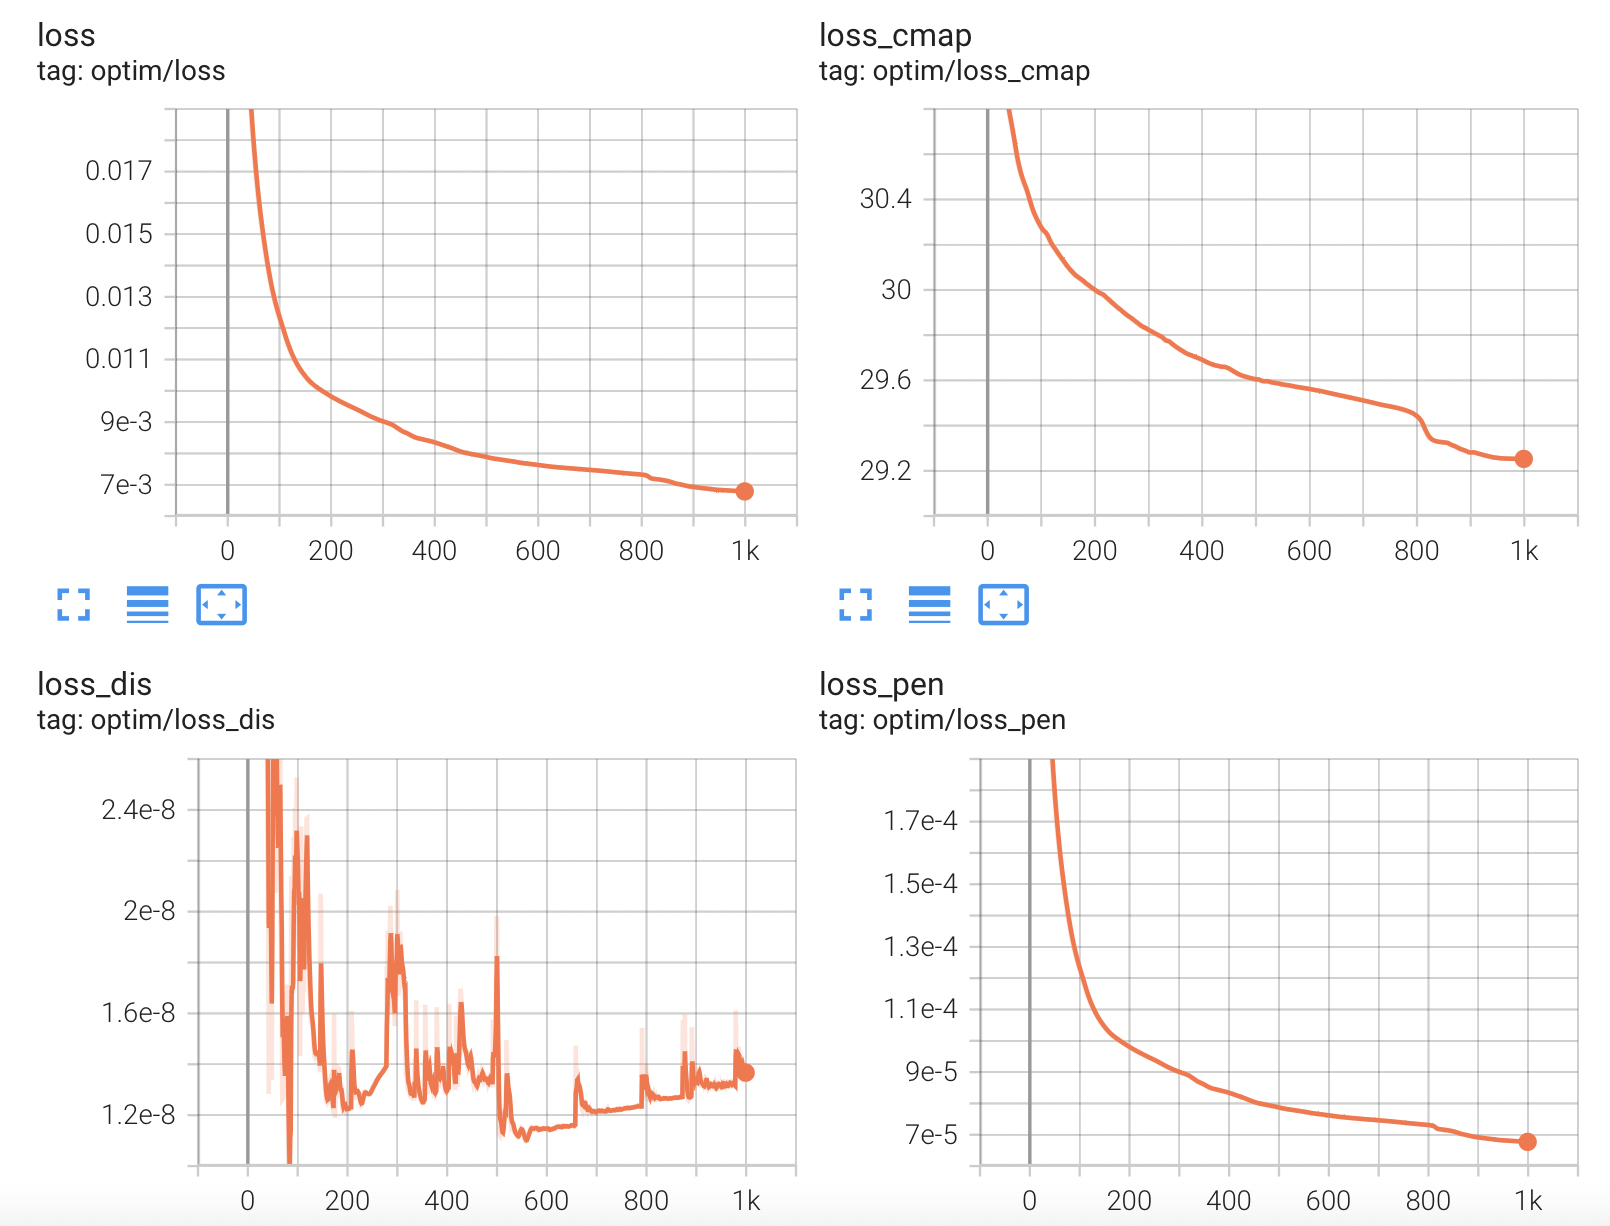 loss
tag: optim/loss
0.017
0.015
0.013
0.011
9e-3
7e-3
0 200 400 600 800 1k
loss_cmap
tag: optim/loss_cmap
30.4
30
29.6
29.2
0 200 400 600 800 1k
loss_dis
tag: optim/loss_dis
2.4e-8
2e-8
1.6e-8
1.2e-8
0 200 400 600 800 1k
loss_pen
tag: optim/loss_pen
1.7e-4
1.5e-4
1.3e-4
1.1e-4
9e-5
7e-5
0 200 400 600 800 1k